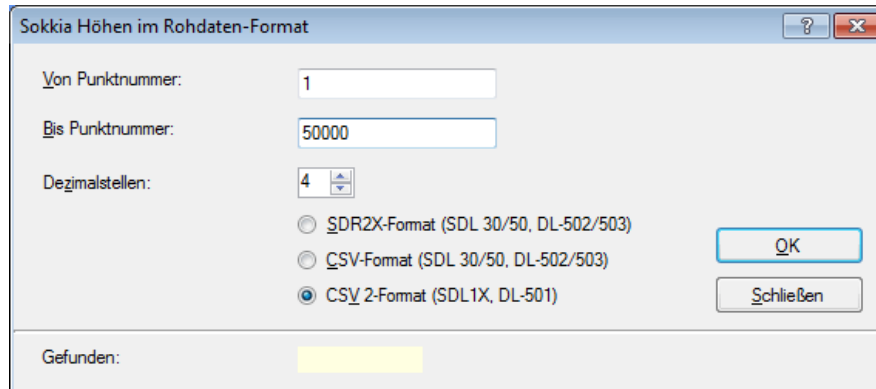 Sokkia Höhen im Rohdaten-Format
Von Punktnummer: 1
Bis Punktnummer: 50000
Dezimalstellen: 4
SDR2X-Format (SDL 30/50, DL-502/503)
CSV-Format (SDL 30/50, DL-502/503)
CSV 2-Format (SDL1X, DL-501)
OK
Schließen
Gefunden: